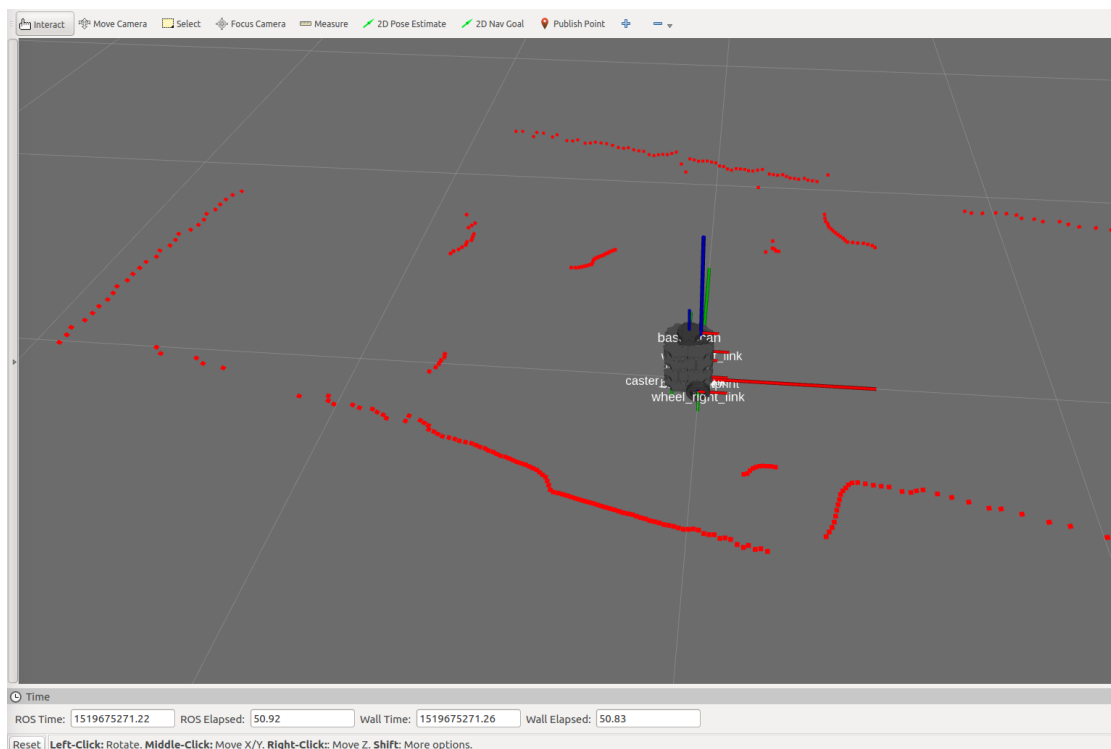 Interact Move Camera Select Focus Camera Measure 2D Pose Estimate 2D Nav Goal Publish Point
wheel_right_link
Time
ROS Time: 1519675271.22 ROS Elapsed: 50.92 Wall Time: 1519675271.26 Wall Elapsed: 50.83
Reset Left-Click: Rotate. Middle-Click: Move X/Y. Right-Click:: Move Z. Shift: More options.